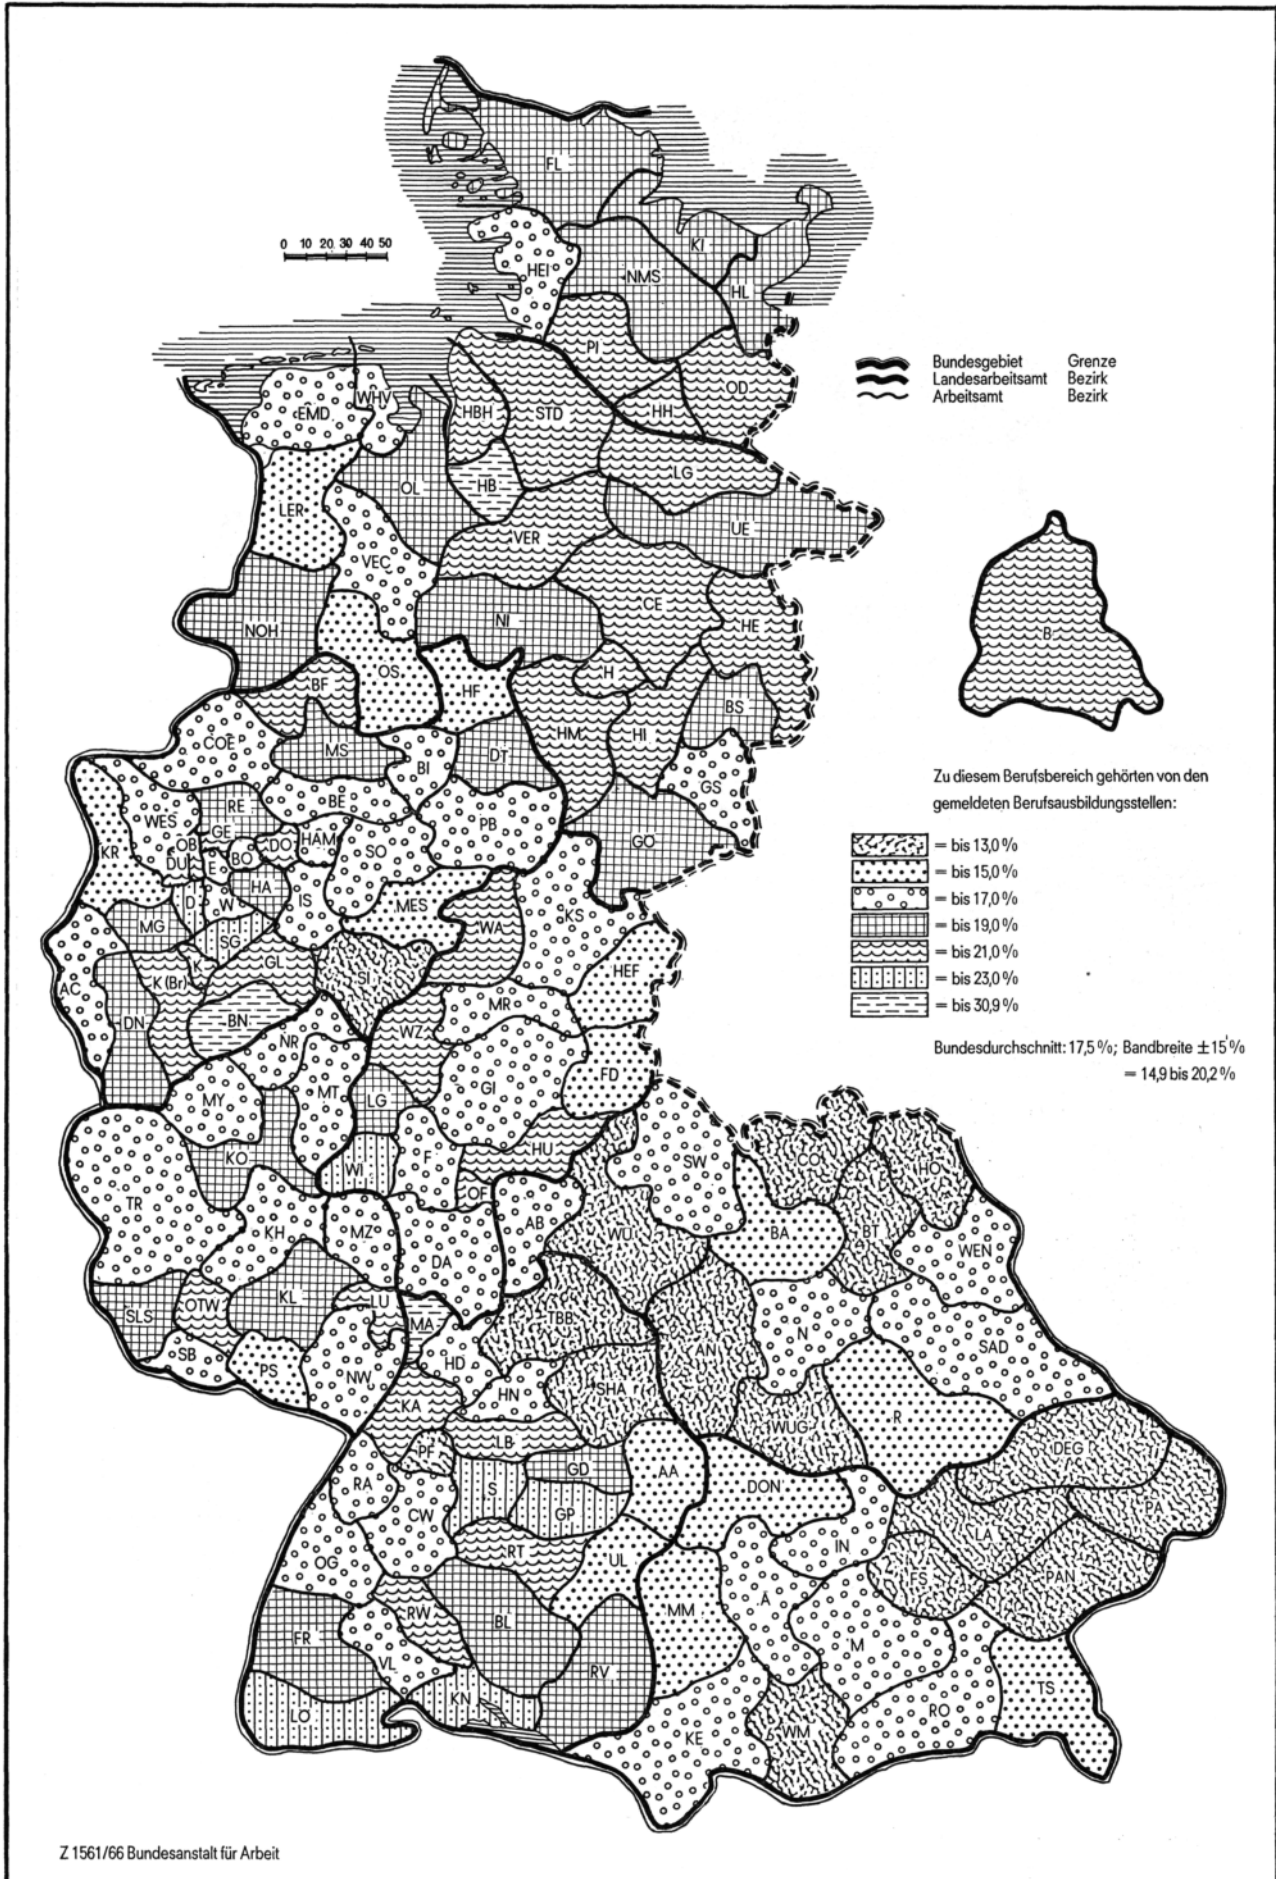 FL
KI
0 10 20 30 40 50
HEI
NMS
HL
PI
Bundesgebiet Grenze
Landesarbeitsamt Bezirk
Arbeitsamt Bezirk
OD
WHV
EMD
HBH
STD
HH
LG
OL
HB
LER
UE
VER
VEC
CE
NI
HE
NOH
B
OS
H
HF
BF
BS
HM
HI
COE
MS
DT
BI
Zu diesem Berufsbereich gehörten von den
gemeldeten Berufsausbildungsstellen:
GS
RE
BE
WES
PB
GE
OB
DO
HAM
GÖ
= bis 13,0 %
KR
DU
E
BO
SO
= bis 15,0 %
HA
D
W
IS
MES
= bis 17,0 %
MG
KS
WA
= bis 19,0 %
SG
GL
= bis 21,0 %
K
HEF
SI
K (Br)
= bis 23,0 %
AC
MR
= bis 30,9 %
DN
BN
WZ
NR
Bundesdurchschnitt: 17,5 %; Bandbreite ± 15 %
= 14,9 bis 20,2 %
FD
GI
MY
MT
LG
KO
WI
F
HU
SW
CO
HO
OF
TR
AB
KH
MZ
WÜ
BA
BT
WEN
DA
KL
SLS
OTW
LU
MA
TBB
N
SAD
SB
HD
AN
PS
NW
HN
SHA
KA
R
WUG
LB
DEG
PF
GD
AA
RA
S
DON
CW
GP
PA
LA
IN
OG
RT
UL
FS
PAN
A
RW
MM
BL
FR
M
VL
RV
TS
KN
LÖ
RO
WM
KE
Z 1561/66 Bundesanstalt für Arbeit